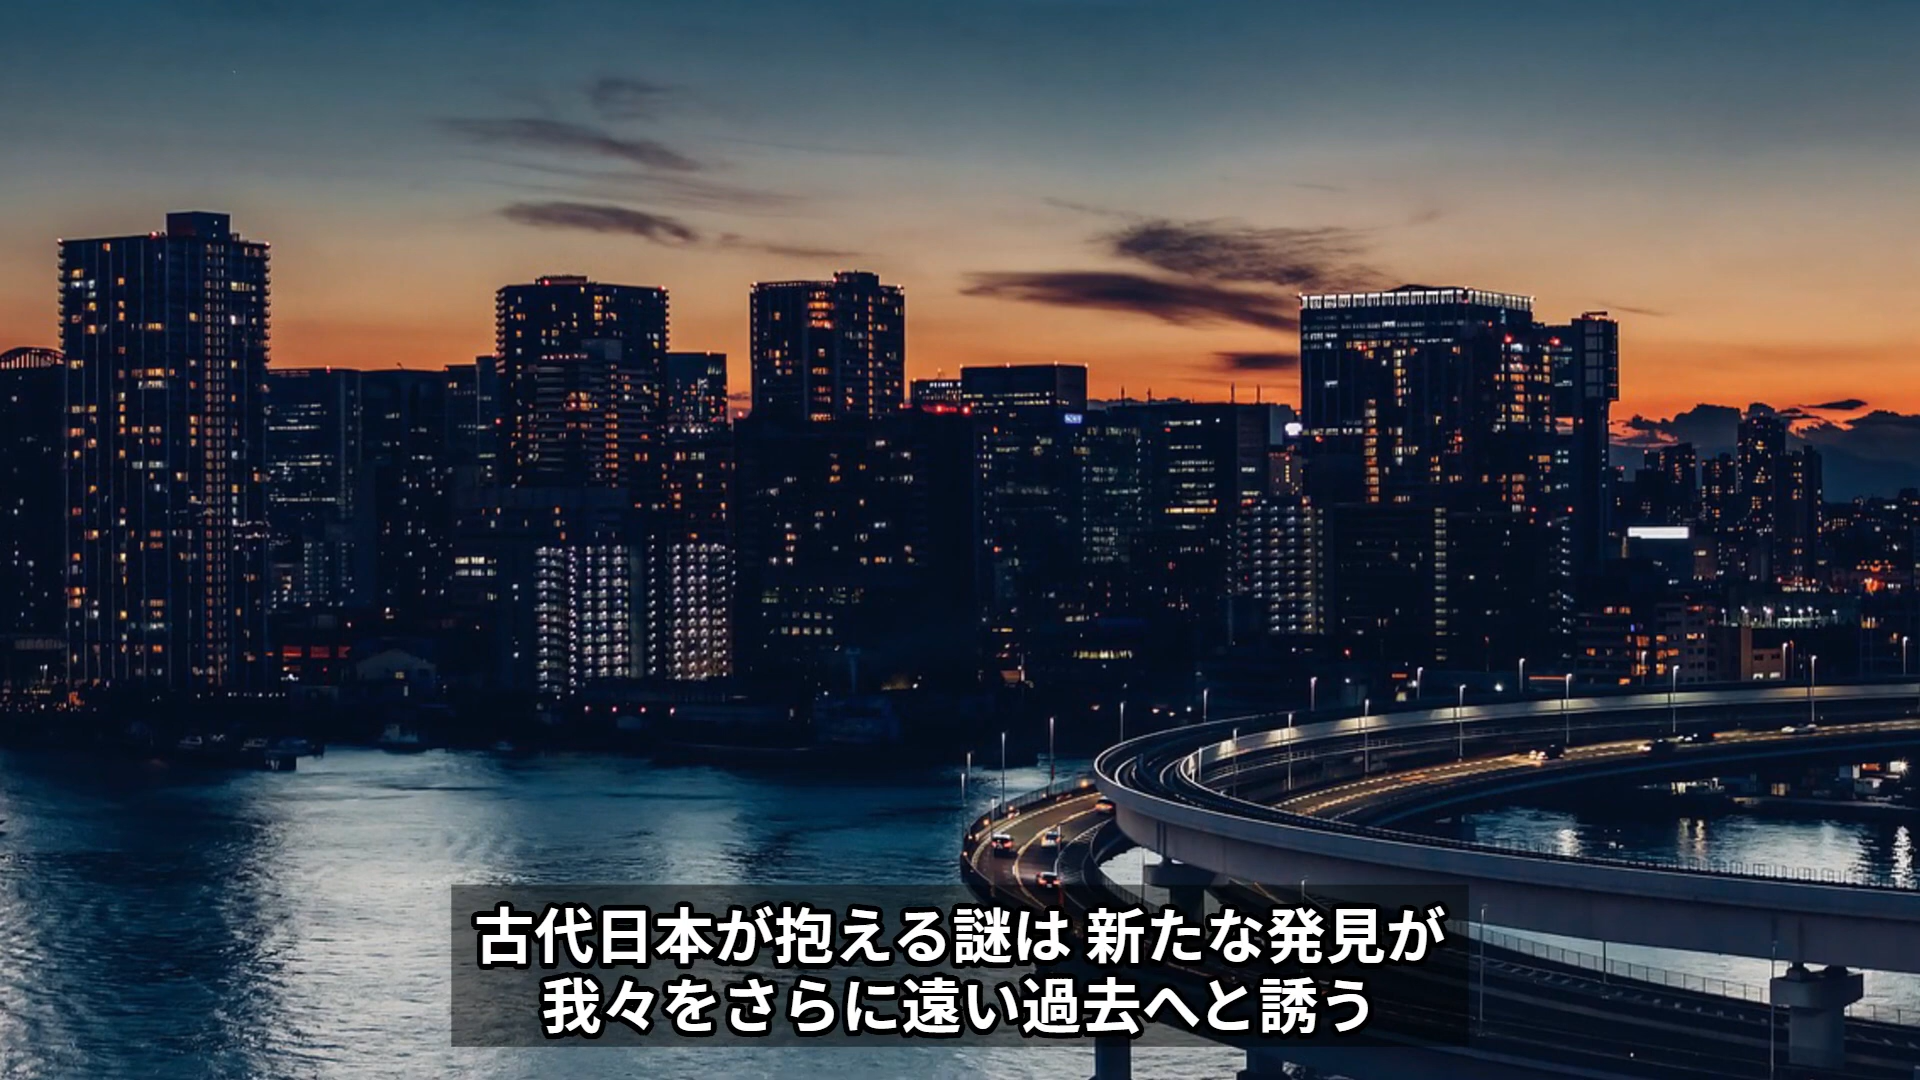 古代日本が抱える謎は 新たな発見が
我々をさらに遠い過去へと誘う